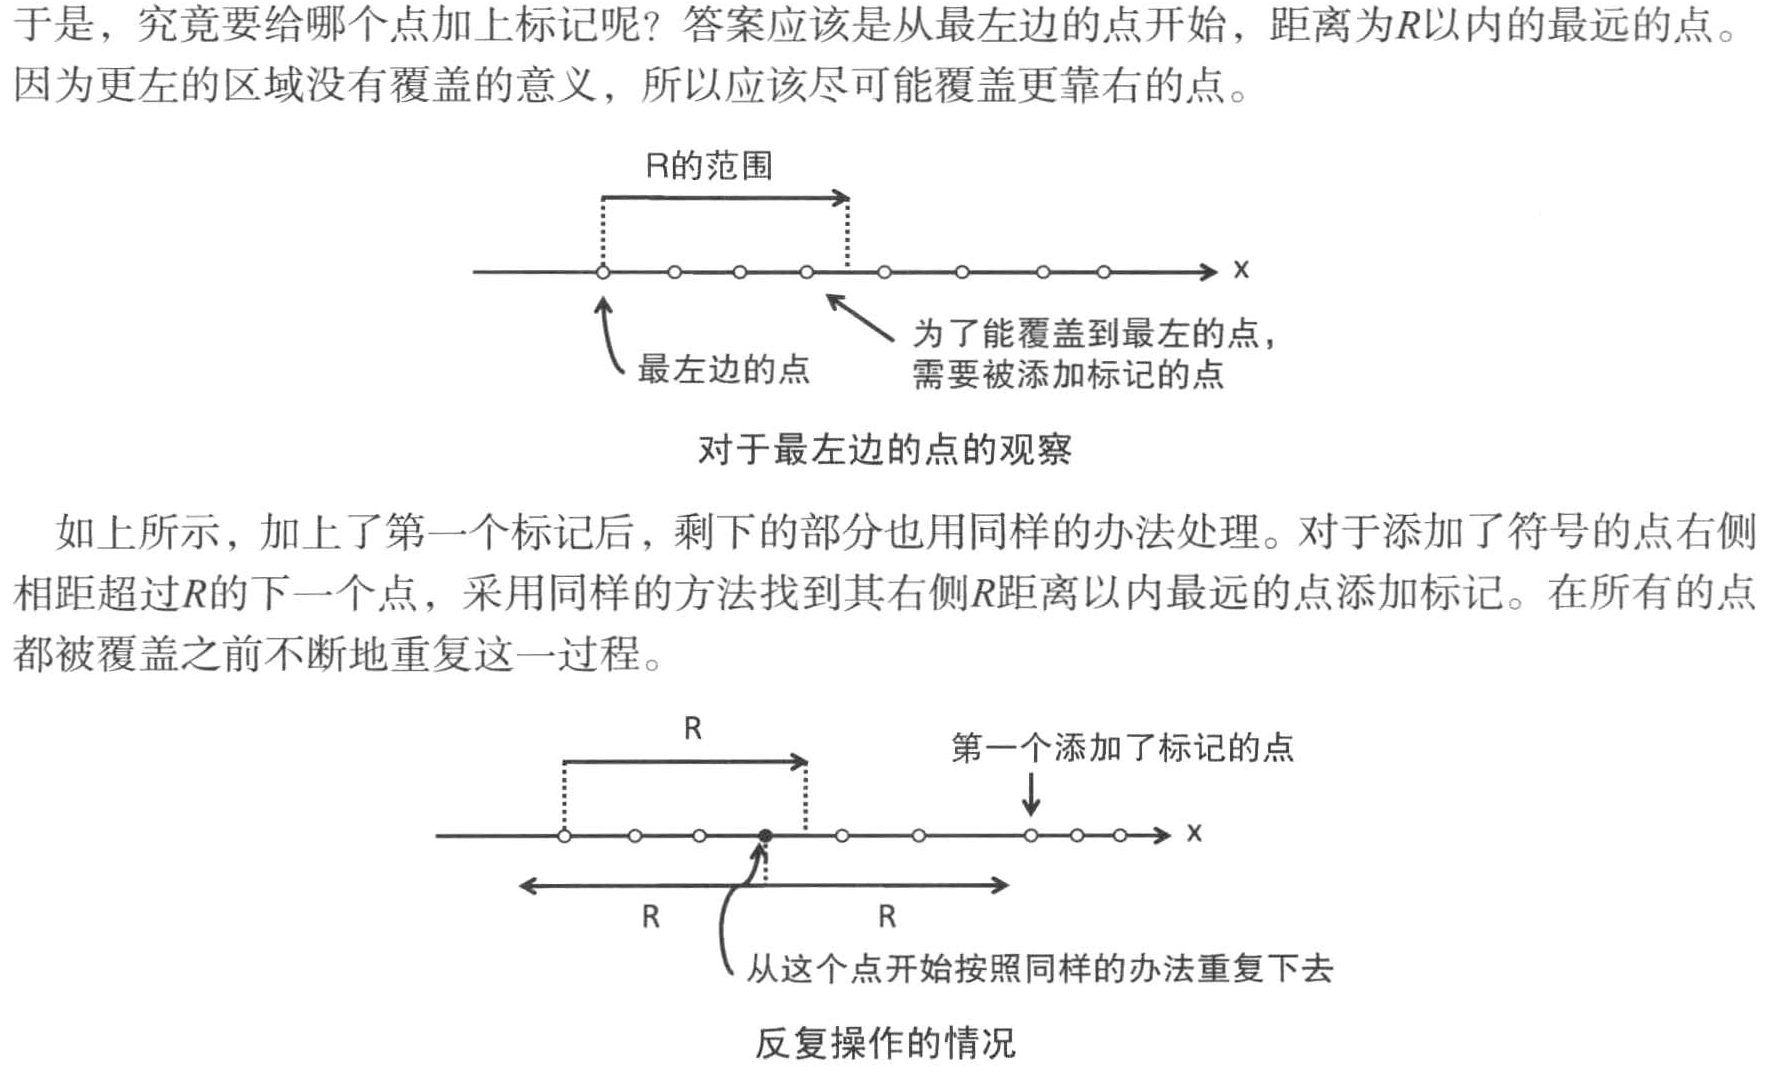 于是，究竟要给哪个点加上标记呢？答案应该是从最左边的点开始，距离为R以内的最远的点。
因为更左的区域没有覆盖的意义，所以应该尽可能覆盖更靠右的点。
R的范围
x
为了能覆盖到最左的点，
需要被添加标记的点
最左边的点
对于最左边的点的观察
如上所示，加上了第一个标记后，剩下的部分也用同样的办法处理。对于添加了符号的点右侧
相距超过R的下一个点，采用同样的方法找到其右侧R距离以内最远的点添加标记。在所有的点
都被覆盖之前不断地重复这一过程。
R
第一个添加了标记的点
x
R
R
从这个点开始按照同样的办法重复下去
反复操作的情况